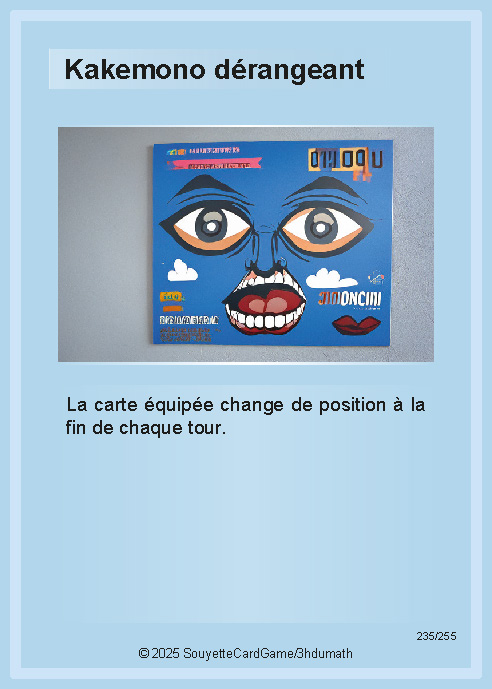 Kakemono dérangeant
La carte équipée change de position à la
fin de chaque tour.
235/255
© 2025 SouyetteCardGame/3hdumath